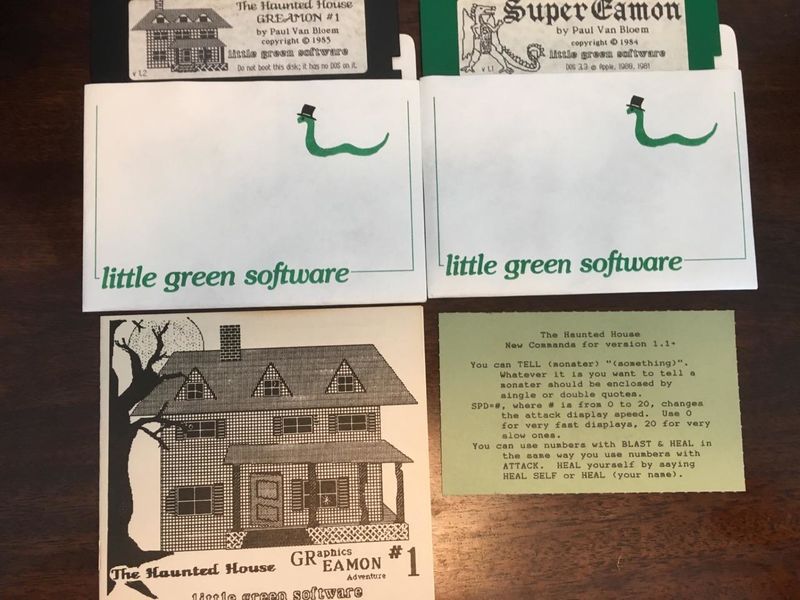 The Haunted House
GREAMON #1
by Paul Van Bloem
copyright © 1985
little green software
v 1.2
Do not boot this disk; it has no DOS on it.
Super Eamon
by Paul Van Bloem
copyright © 1984
little green software
v 1.1
DOS 3.3 © Apple, 1980, 1981
little green software
little green software
The Haunted House
New Commands for version 1.1+
You can TELL (monster) "(something)".
Whatever it is you want to tell a
monster should be enclosed by
single or double quotes.
SPD=#, where # is from 0 to 20, changes
the attack display speed. Use 0
for very fast displays, 20 for very
slow ones.
You can use numbers with BLAST & HEAL in
the same way you use numbers with
ATTACK. HEAL yourself by saying
HEAL SELF or HEAL (your name).
The Haunted House
GRaphics
EAMON
Adventure
#1
little green software